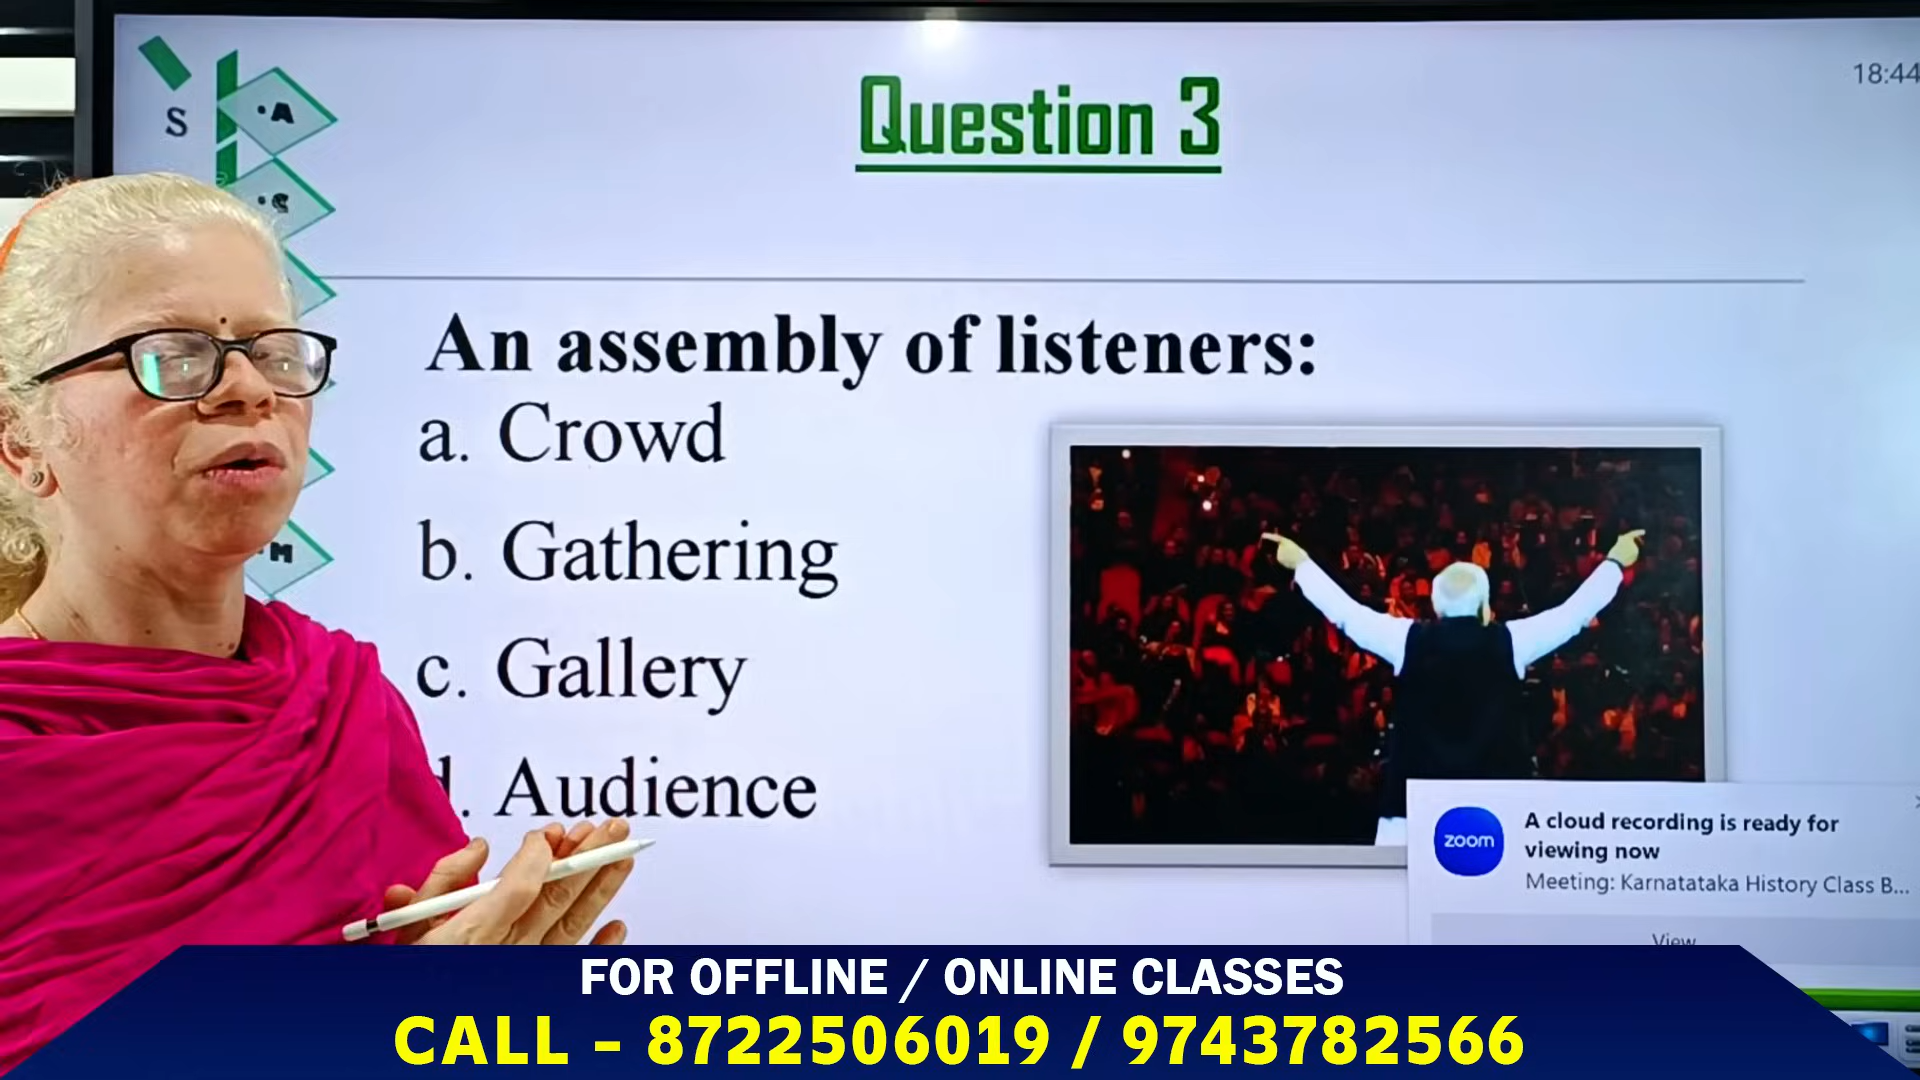 18:44
Question 3
S
•A
•S
•M
An assembly of listeners:
a. Crowd
b. Gathering
c. Gallery
d. Audience
zoom
A cloud recording is ready for
viewing now
Meeting: Karnatataka History Class B...
View
FOR OFFLINE / ONLINE CLASSES
CALL – 8722506019 / 9743782566